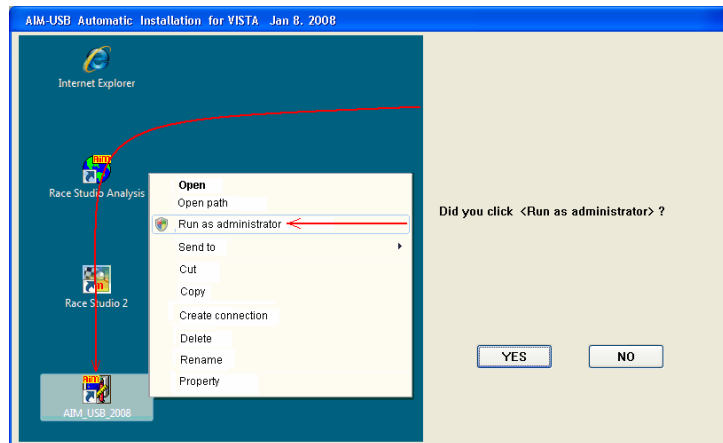 AIM-USB Automatic Installation for VISTA Jan 8. 2008
Internet Explorer
AIM
Race Studio Analysis
Race Studio 2
AIM
AIM_USB_2008
Open
Open path
Run as administrator
Send to
Cut
Copy
Create connection
Delete
Rename
Property
Did you click <Run as administrator> ?
YES
NO